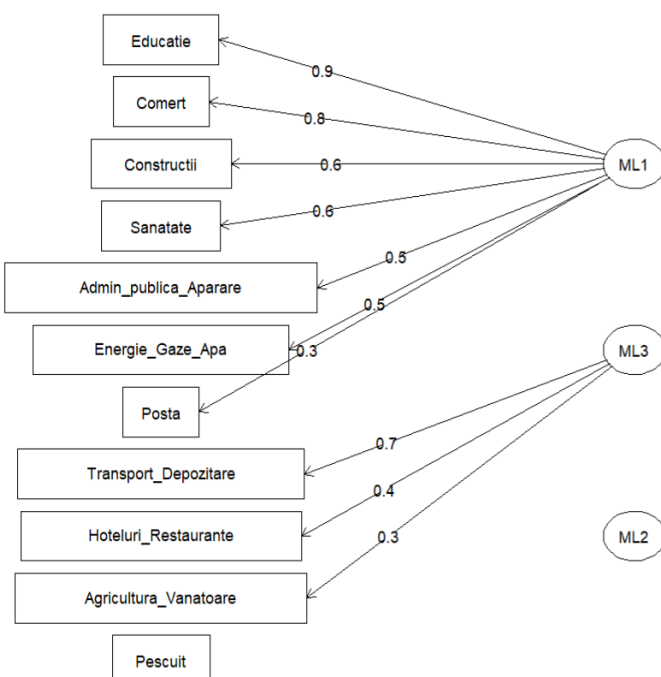 Educatie
0.9
Comert
0.8
Constructii
0.6
ML1
Sanatate
0.6
Admin_publica_Aparare
0.5
Energie_Gaze_Apa
0.5
0.3
ML3
Posta
Transport_Depozitare
0.7
Hoteluri_Restaurante
0.4
ML2
Agricultura_Vanatoare
0.3
Pescuit